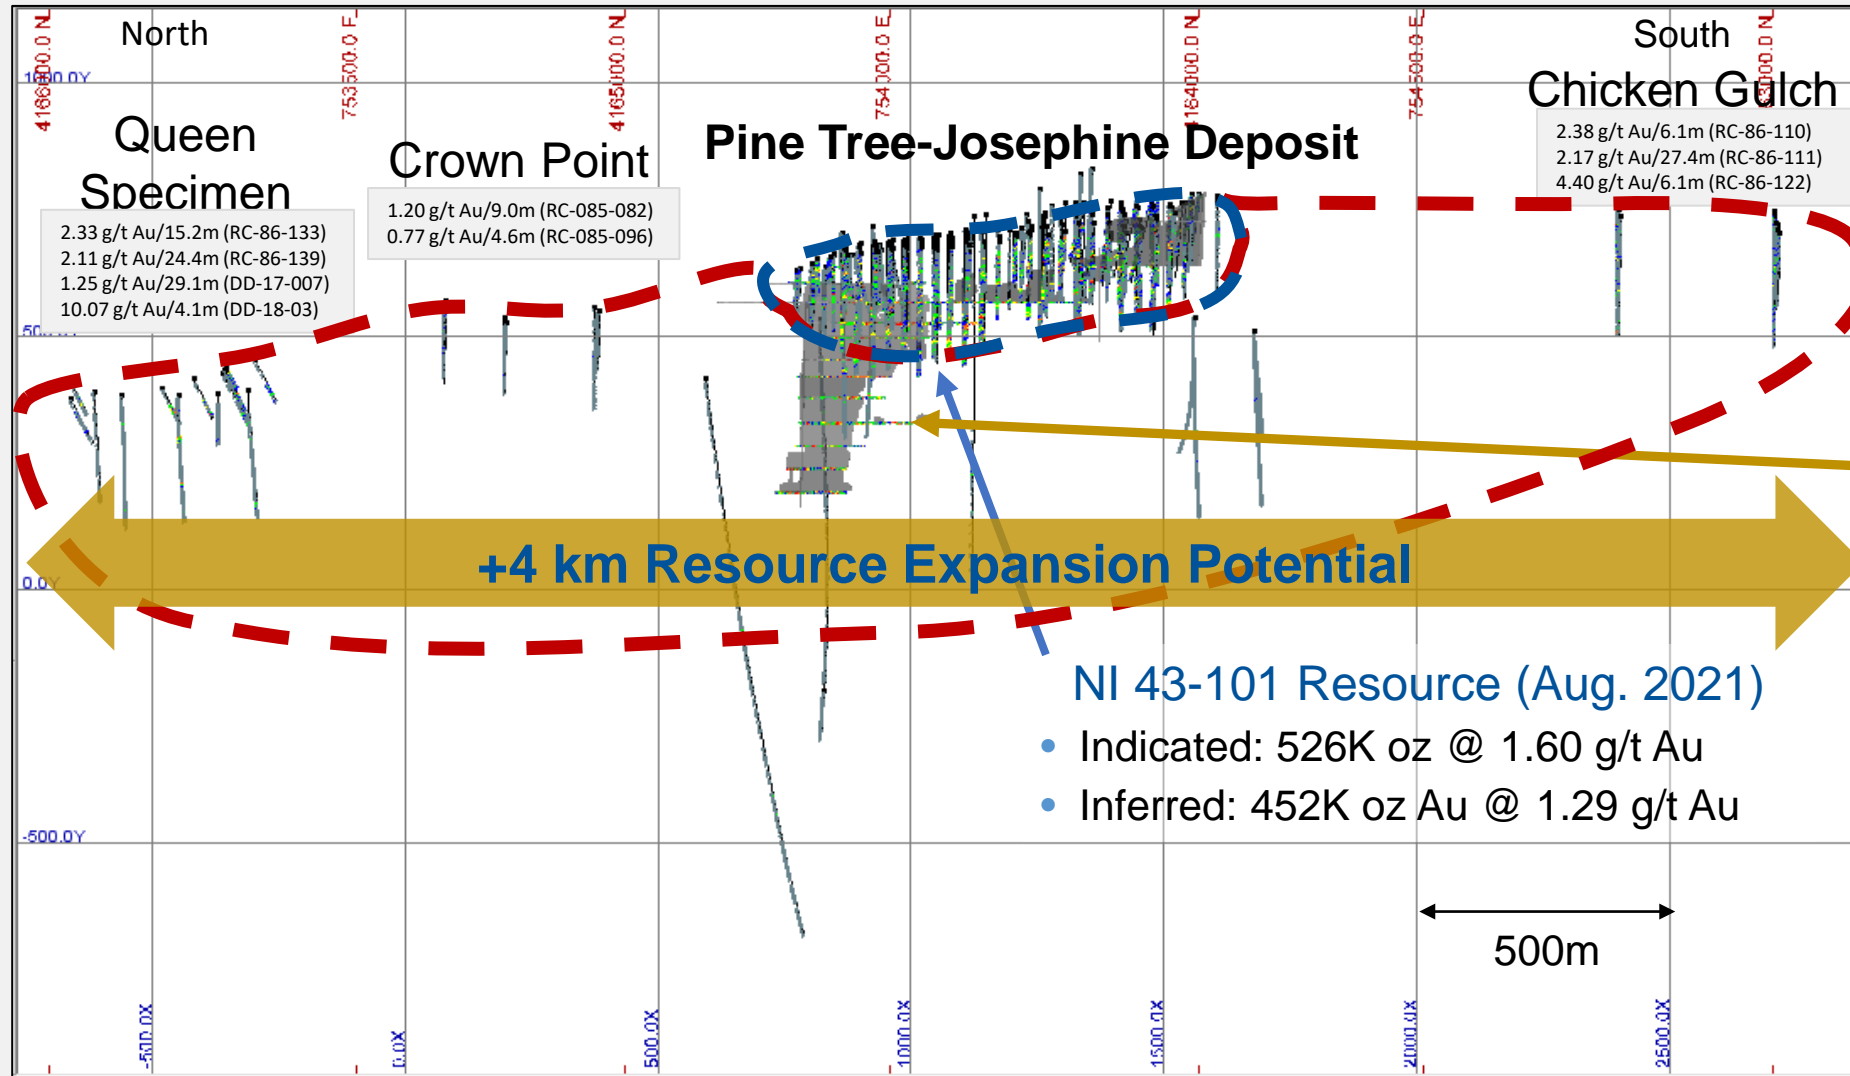 North
South
4166000.0 N
753500.0 E
4165000.0 N
754000.0 E
4164000.0 N
754500.0 E
1000.0Y
Chicken Gulch
2.38 g/t Au/6.1m (RC-86-110)
2.17 g/t Au/27.4m (RC-86-111)
4.40 g/t Au/6.1m (RC-86-122)
Queen
Specimen
2.33 g/t Au/15.2m (RC-86-133)
2.11 g/t Au/24.4m (RC-86-139)
1.25 g/t Au/29.1m (DD-17-007)
10.07 g/t Au/4.1m (DD-18-03)
Crown Point
1.20 g/t Au/9.0m (RC-085-082)
0.77 g/t Au/4.6m (RC-085-096)
Pine Tree-Josephine Deposit
+4 km Resource Expansion Potential
0.0Y
NI 43-101 Resource (Aug. 2021)
• Indicated: 526K oz @ 1.60 g/t Au
• Inferred: 452K oz Au @ 1.29 g/t Au
-500.0Y
500m
-500.0X
0.0X
500.0X
1000.0X
1500.0X
2000.0X
2500.0X